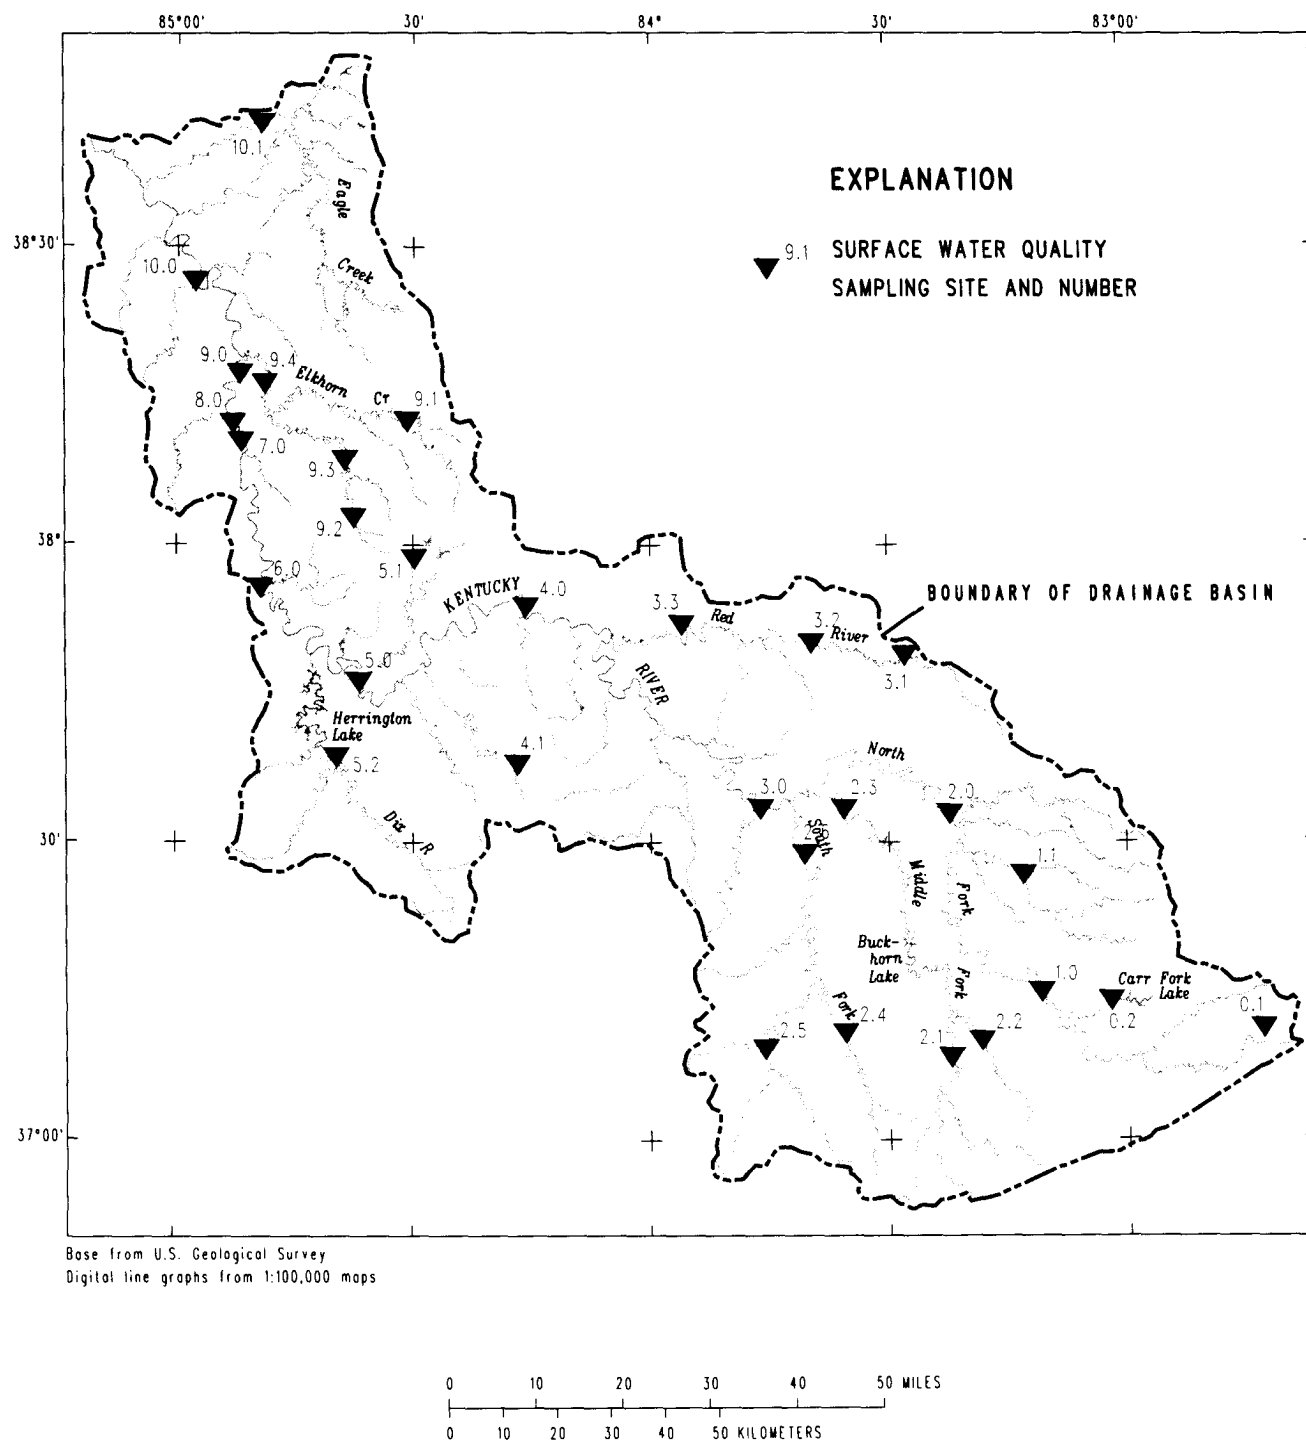 85°00' 30' 84° 30' 83°00'
10.1
EXPLANATION
Eagle
38°30'
9.1 SURFACE WATER QUALITY
SAMPLING SITE AND NUMBER
10.0
Creek
9.0 9.4
Elkhorn
Cr 9.1
8.0
7.0
9.3
9.2
38°
5.1
6.0
KENTUCKY 4.0
BOUNDARY OF DRAINAGE BASIN
3.3 Red
3.2 River
3.1
5.0
RIVER
Herrington
Lake
5.2
4.1
North
3.0 2.3 2.0
Dix R
South
30'
1.1
Middle
Fork
Buck-
horn
Lake
Fork
1.0
Carr Fork
Lake
0.2
0.1
Fork
2.4
2.5
2.1 2.2
37°00'
Base from U.S. Geological Survey
Digital line graphs from 1:100,000 maps
0 10 20 30 40 50 MILES
0 10 20 30 40 50 KILOMETERS